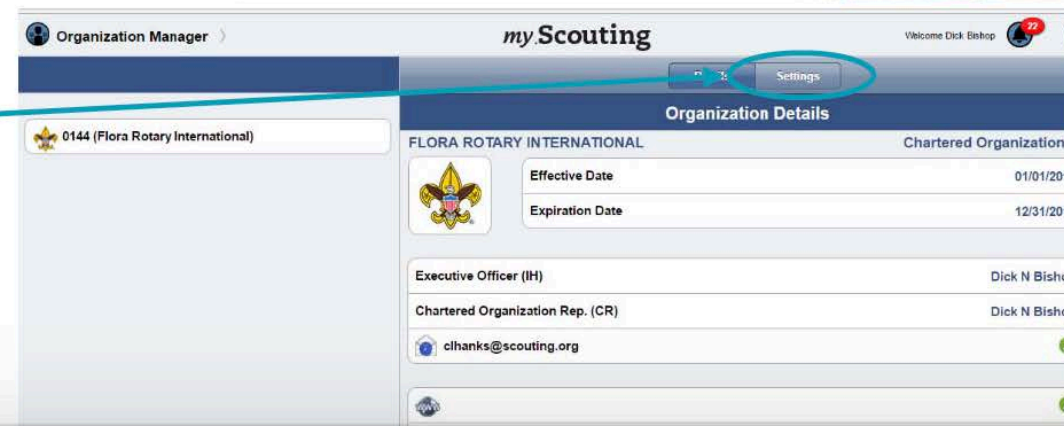 Organization Manager
my.Scouting
Welcome Dick Bishop
22
Settings
Organization Details
0144 (Flora Rotary International)
FLORA ROTARY INTERNATIONAL
Chartered Organization
Effective Date
01/01/20
Expiration Date
12/31/20
Executive Officer (IH)
Dick N Bish
Chartered Organization Rep. (CR)
Dick N Bish
clhanks@scouting.org